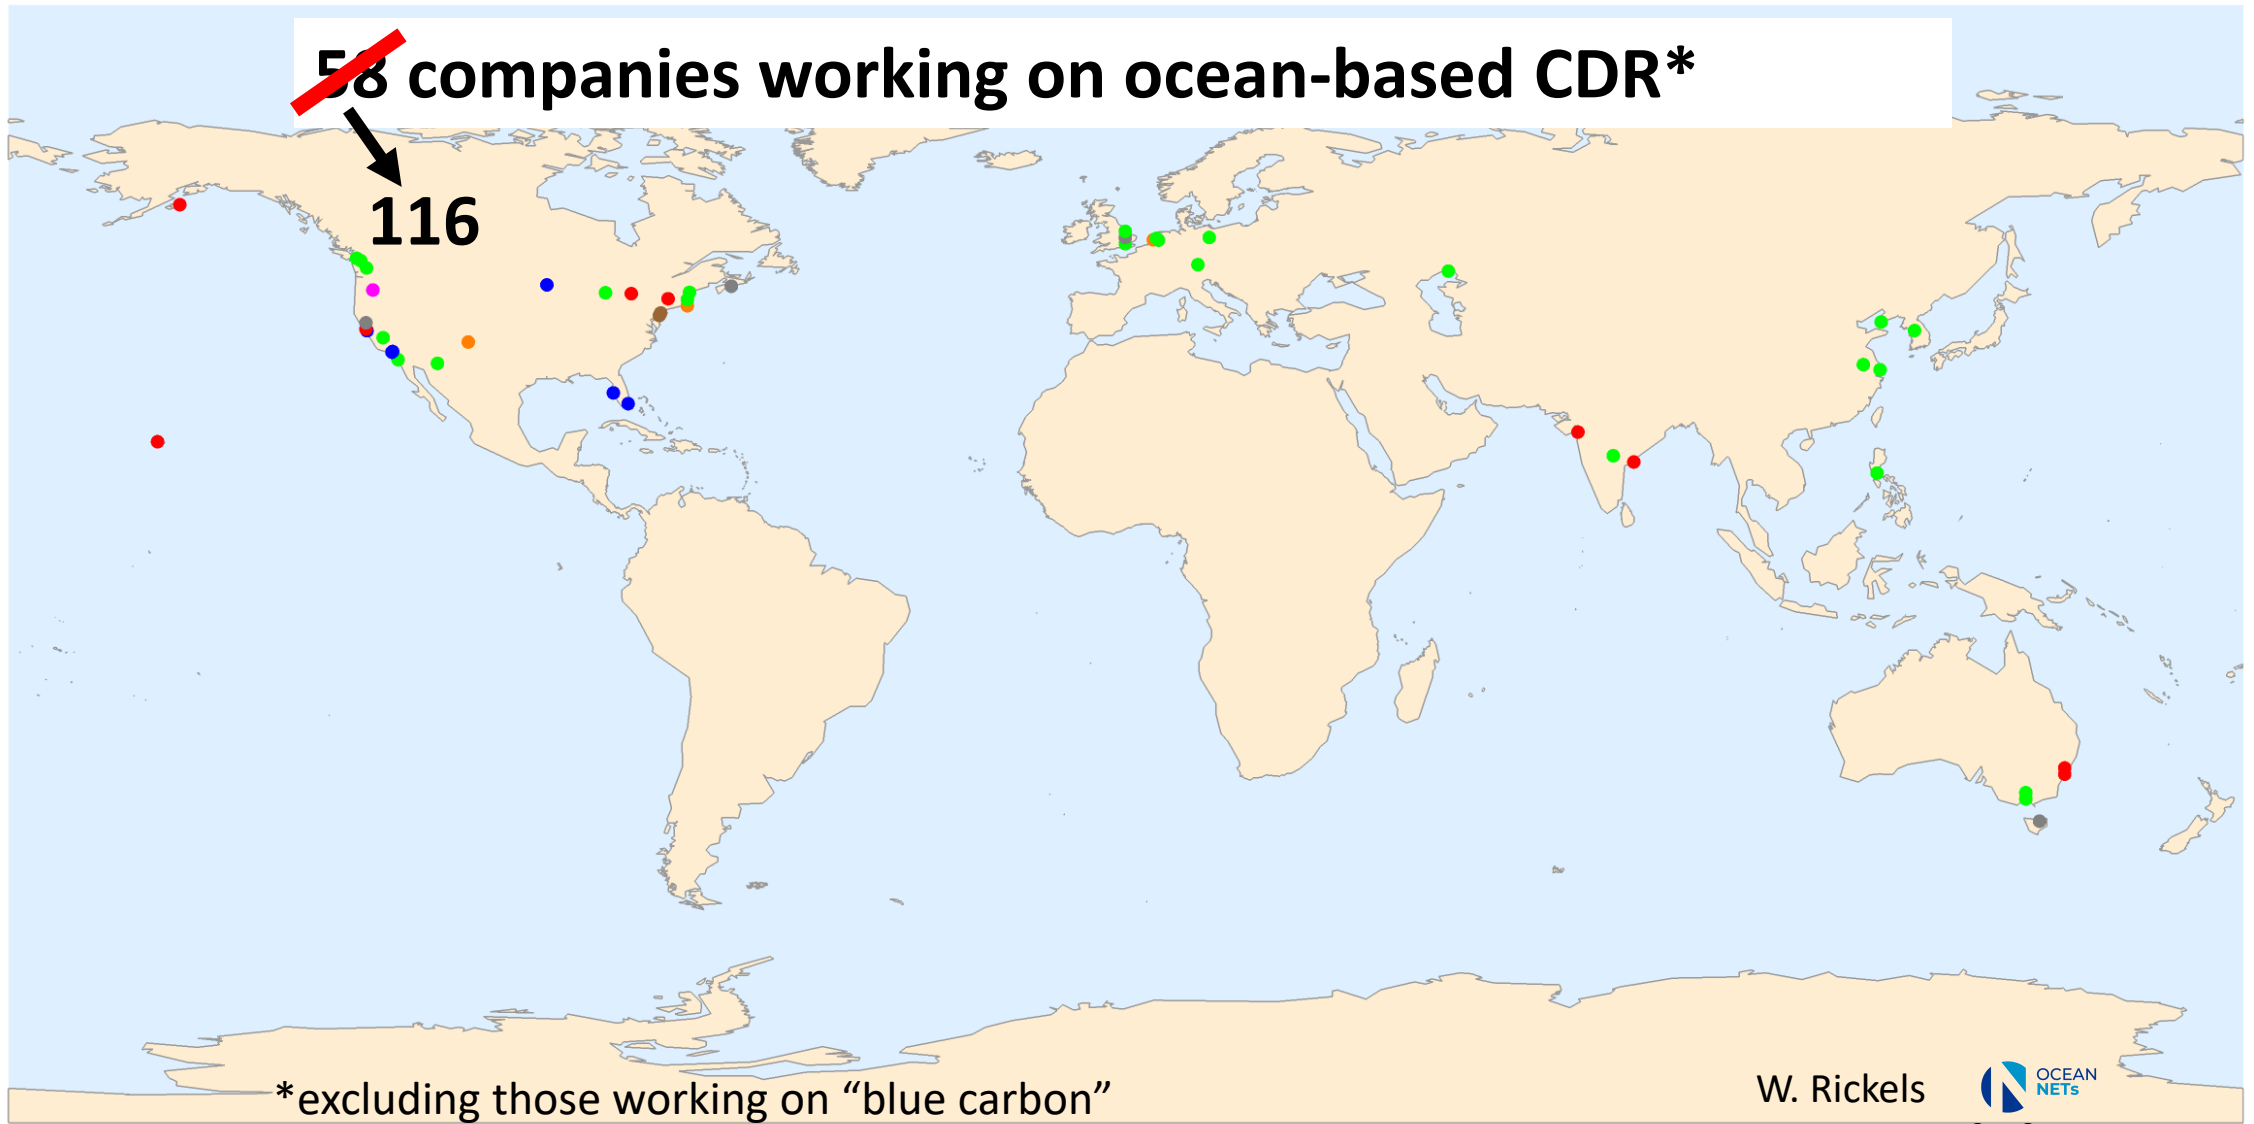 58 companies working on ocean-based CDR*
116
*excluding those working on “blue carbon”
W. Rickels
OCEAN
NETs